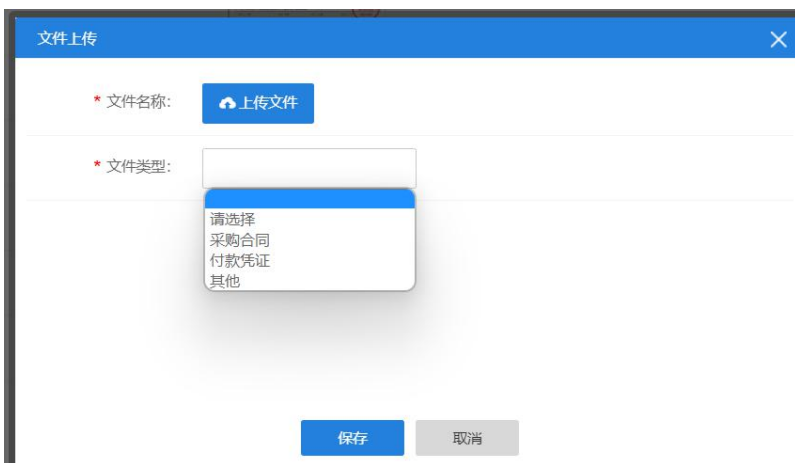 文件上传
* 文件名称: 上传文件
* 文件类型:
请选择
采购合同
付款凭证
其他
保存 取消